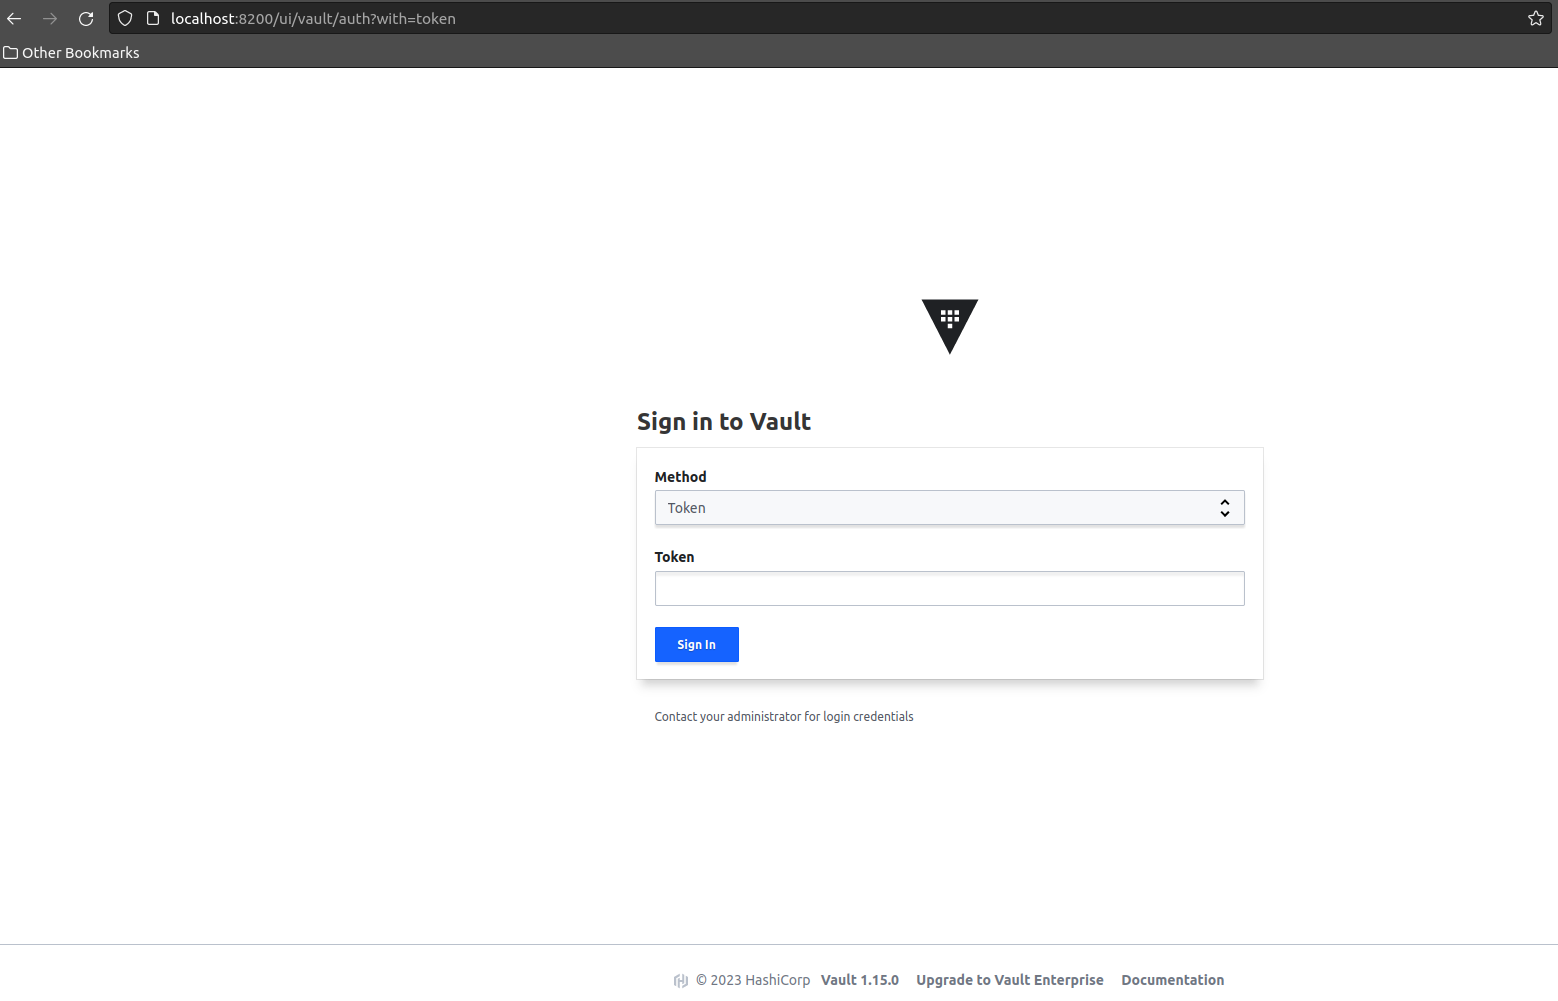 localhost:8200/ui/vault/auth?with=token
Other Bookmarks
Sign in to Vault
Method
Token
Token
Sign In
Contact your administrator for login credentials
© 2023 HashiCorp Vault 1.15.0 Upgrade to Vault Enterprise Documentation